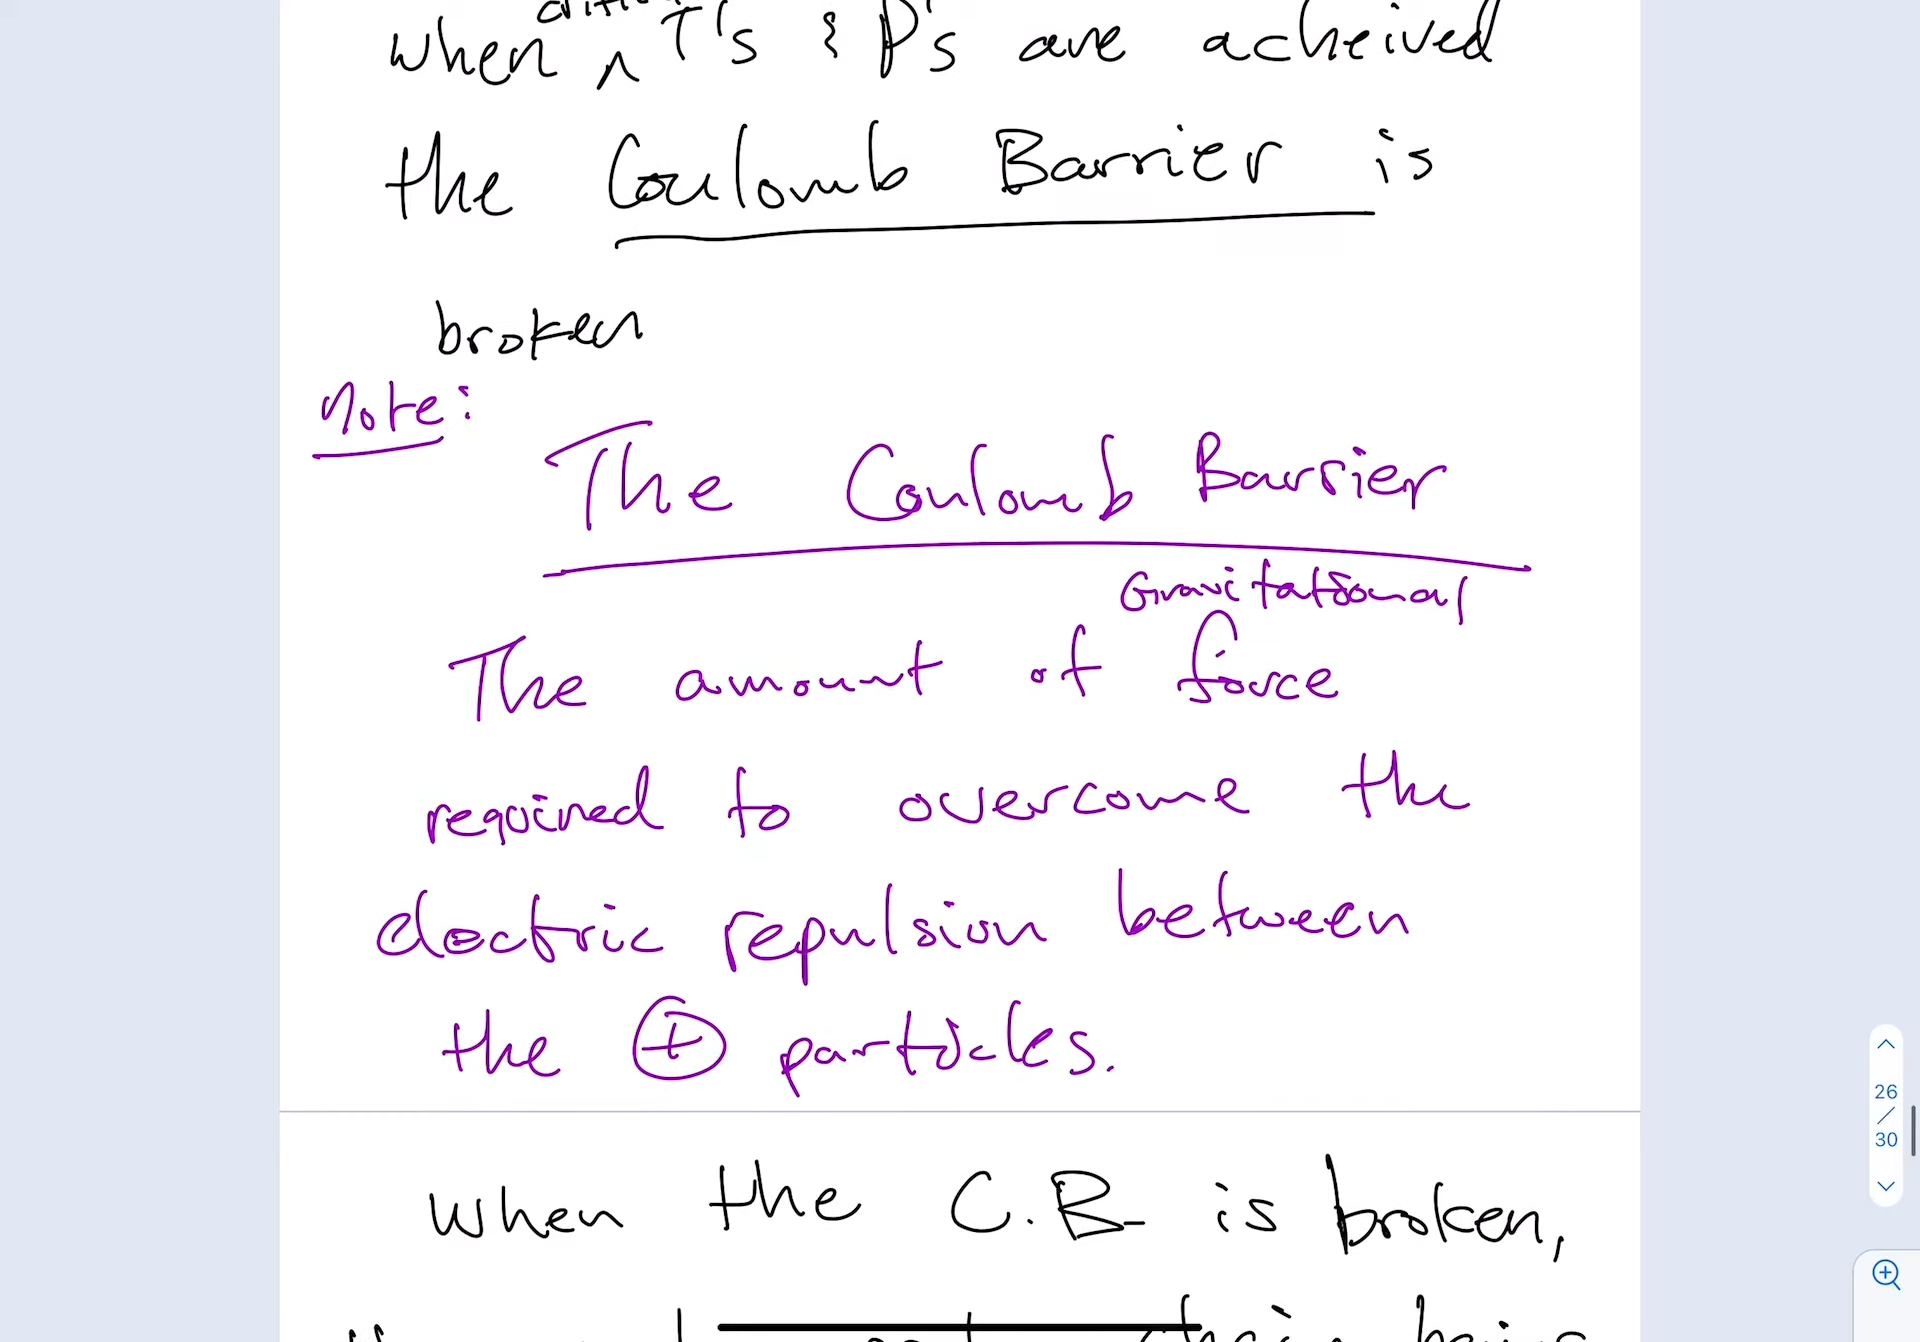 when ^ T's & P's are acheived
the Coulomb Barrier is
broken
Note:
The Coulomb Barrier
Gravitational
The amount of force
required to overcome the
electric repulsion between
the ⊕ particles.
26
/
30
When the C.B. is broken,